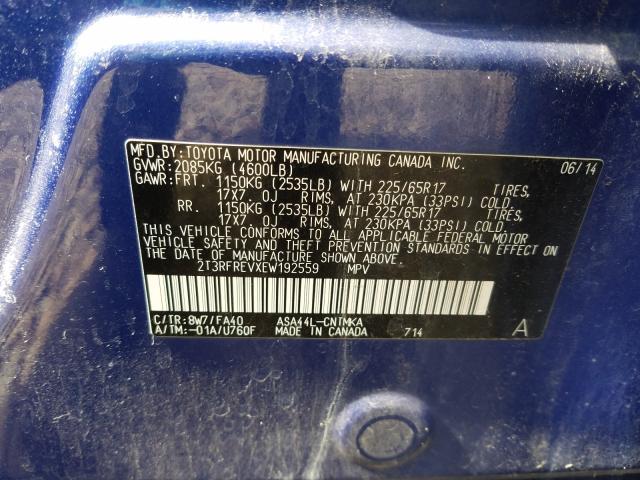 MFD. BY: TOYOTA MOTOR MANUFACTURING CANADA INC.
GVWR: 2085KG (4600LB) 06/14
GAWR: FRT. 1150KG (2535LB) WITH 225/65R17 TIRES,
17X7. OJ RIMS, AT 230KPA (33PSI) COLD
RR. 1150KG (2535LB) WITH 225/65R17 TIRES,
17X7. OJ RIMS, AT 230KPA (33PSI) COLD
THIS VEHICLE CONFORMS TO ALL APPLICABLE FEDERAL MOTOR
VEHICLE SAFETY AND THEFT PREVENTION STANDARDS IN EFFECT ON
THE DATE OF MANUFACTURE SHOWN ABOVE.
2T3RFREVXEW192559 MPV
C/TR: 8W7/FA40 ASA44L-CNTMKA
A/TM: -01A/U760F MADE IN CANADA 714 A